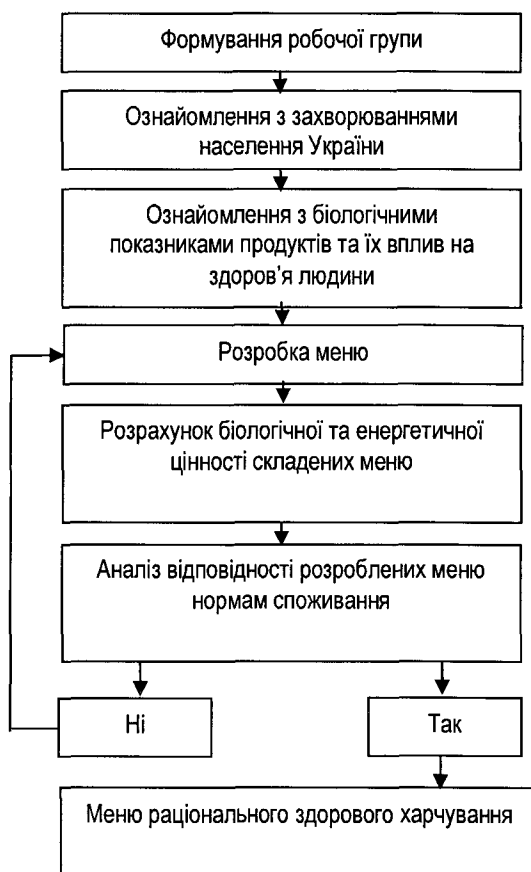 Формування робочої групи
Ознайомлення з захворюваннями
населення України
Ознайомлення з біологічними
показниками продуктів та їх вплив на
здоров’я людини
Розробка меню
Розрахунок біологічної та енергетичної
цінності складених меню
Аналіз відповідності розроблених меню
нормам споживання
Ні
Так
Меню раціонального здорового харчування